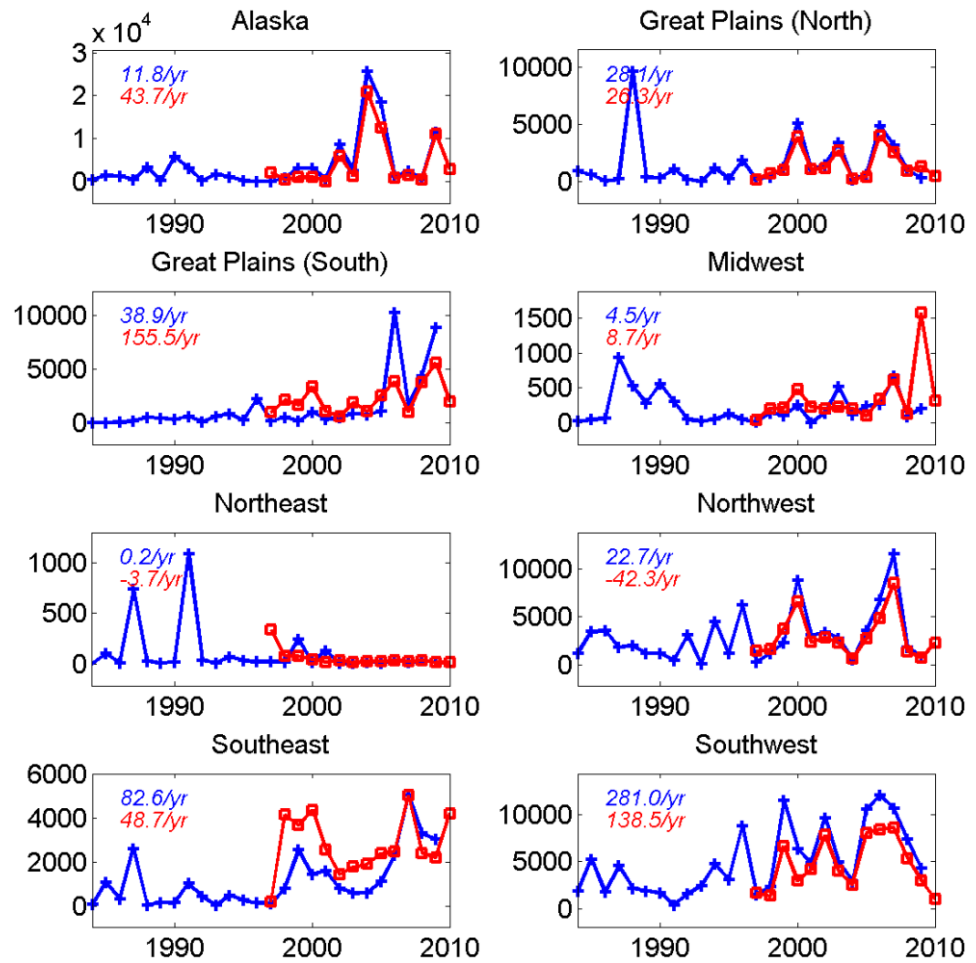 Alaska
x 10^4
3
2
1
0
11.8/yr
43.7/yr
1990
2000
2010
Great Plains (North)
10000
5000
0
28.1/yr
26.3/yr
1990
2000
2010
Great Plains (South)
10000
5000
0
38.9/yr
155.5/yr
1990
2000
2010
Midwest
1500
1000
500
0
4.5/yr
8.7/yr
1990
2000
2010
Northeast
1000
500
0
0.2/yr
-3.7/yr
1990
2000
2010
Northwest
10000
5000
0
22.7/yr
-42.3/yr
1990
2000
2010
Southeast
6000
4000
2000
0
82.6/yr
48.7/yr
1990
2000
2010
Southwest
10000
5000
0
281.0/yr
138.5/yr
1990
2000
2010